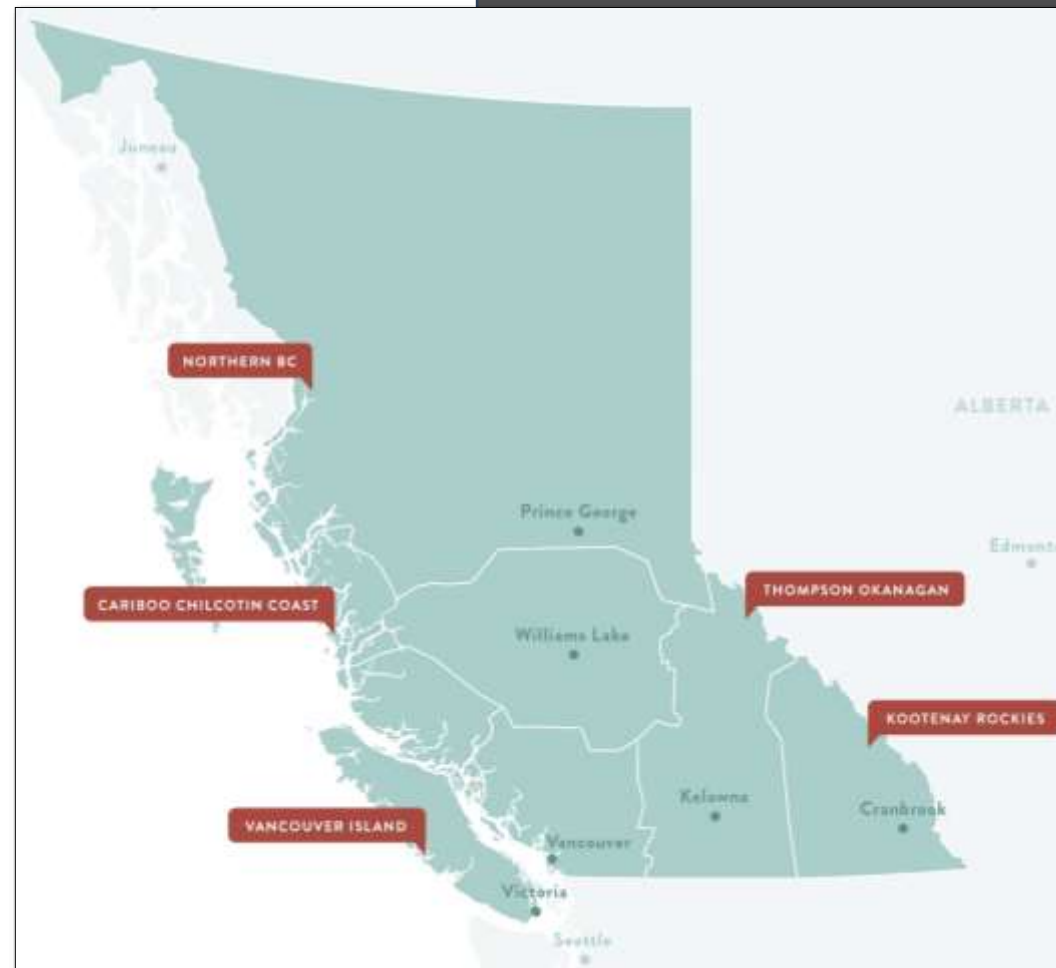 Juneau
NORTHERN BC
ALBERTA
Prince George
Edmont
THOMPSON OKANAGAN
CARIBOO CHILCOTIN COAST
Williams Lake
KOOTENAY ROCKIES
Kelowna
Cranbrook
VANCOUVER ISLAND
Vancouver
Victoria
Seattle